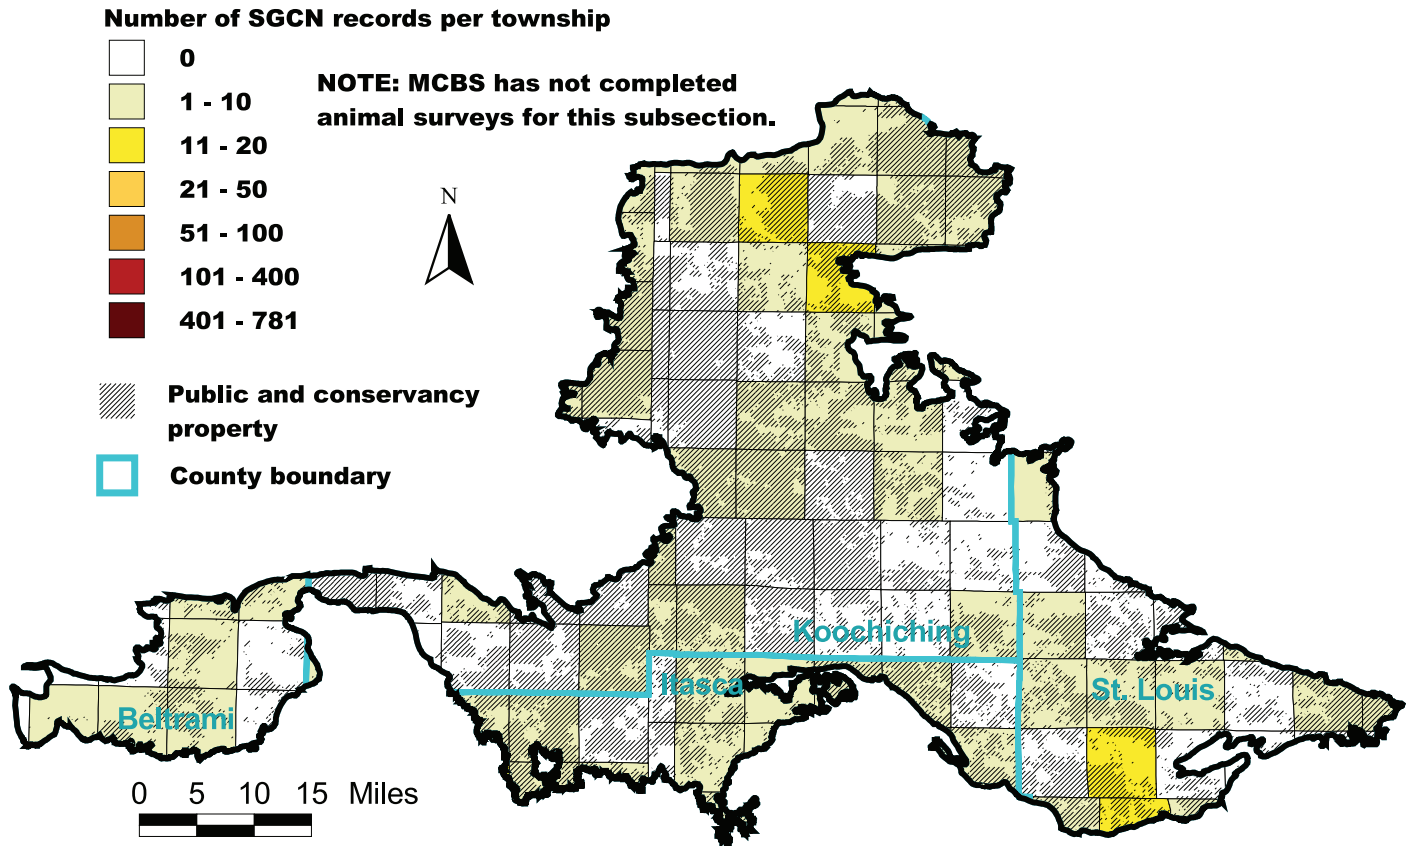 Number of SGCN records per township
0
1 - 10
11 - 20
21 - 50
51 - 100
101 - 400
401 - 781
NOTE: MCBS has not completed
animal surveys for this subsection.
N
Public and conservancy
property
County boundary
Koochiching
Itasca
St. Louis
Beltrami
0 5 10 15 Miles